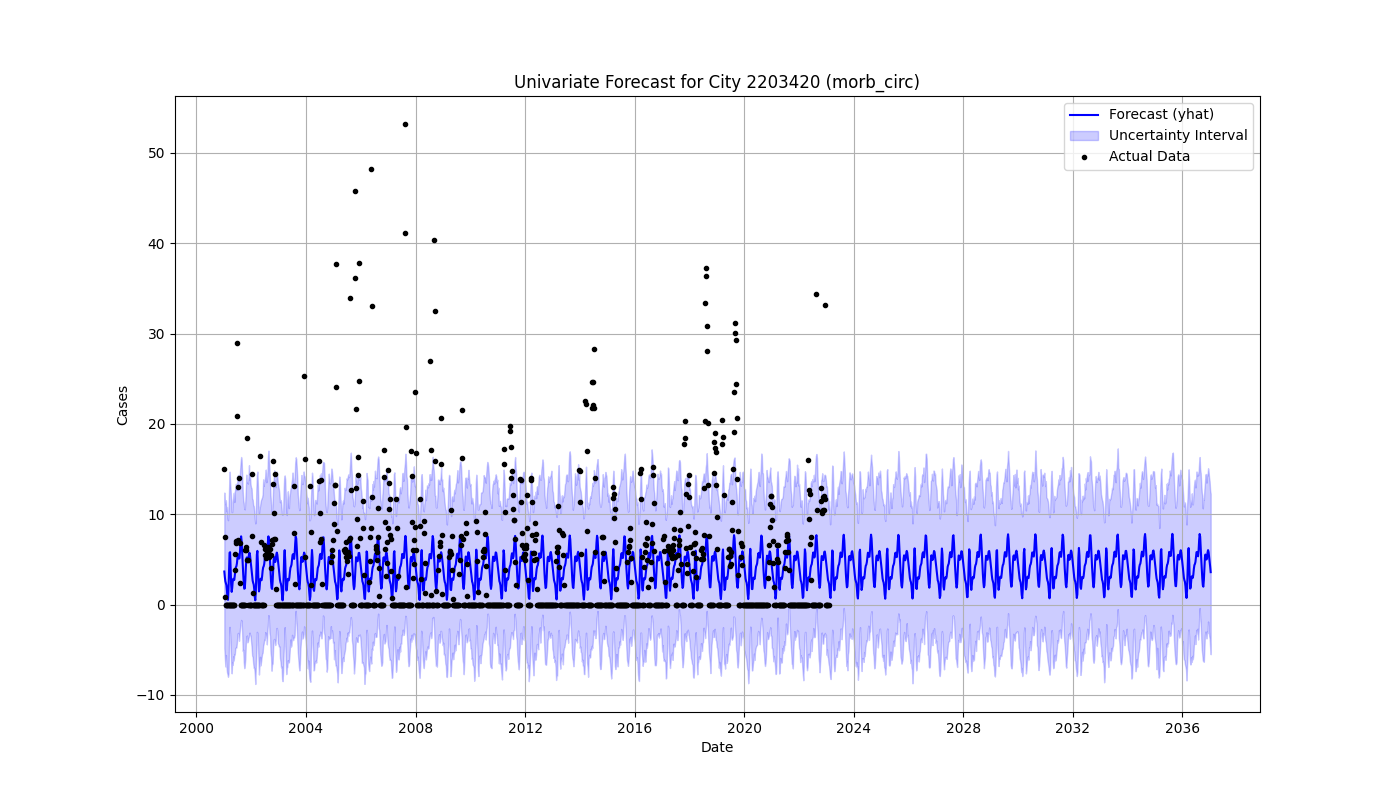 Univariate Forecast for City 2203420 (morb_circ)
Forecast (yhat)
Uncertainty Interval
Actual Data
Cases
50
40
30
20
10
0
−10
2000 2004 2008 2012 2016 2020 2024 2028 2032 2036
Date